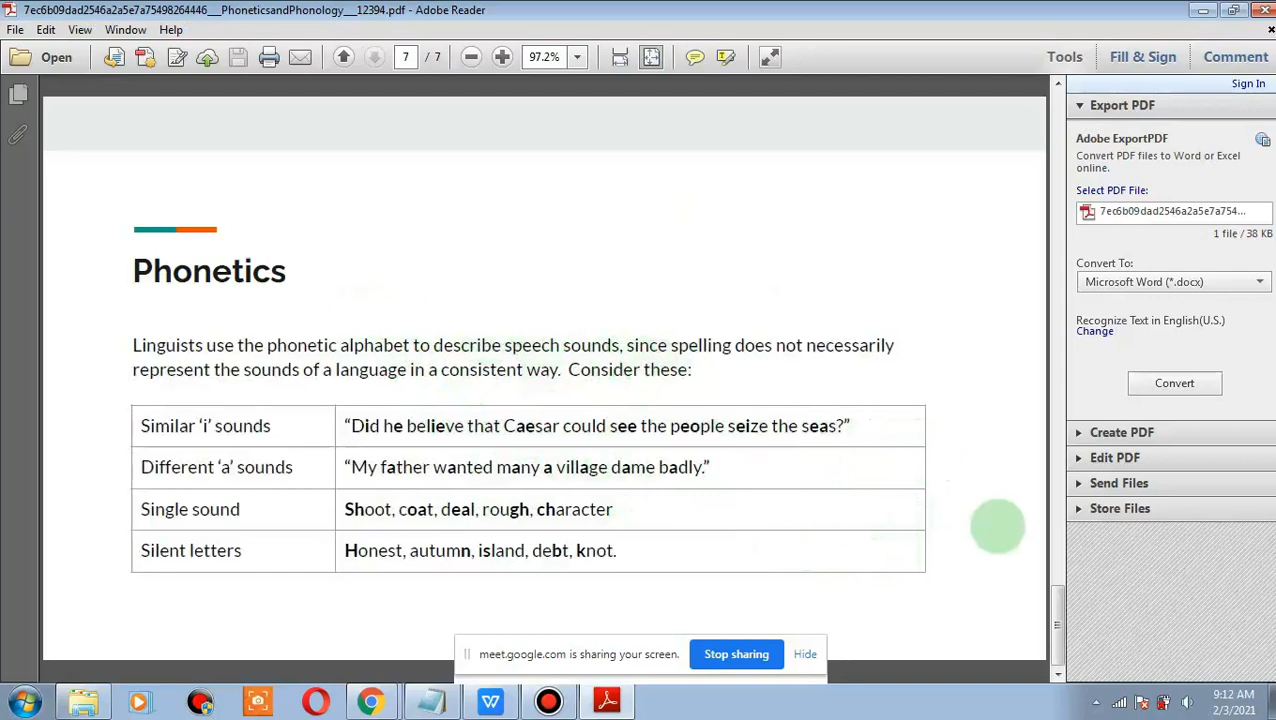 7ec6b09dad2546a2a5e7a75498264446___PhoneticsandPhonology___12394.pdf - Adobe Reader
File Edit View Window Help
Open 7 / 7 97.2% Tools Fill & Sign Comment
Sign In
Export PDF
Adobe ExportPDF
Convert PDF files to Word or Excel
online.
Select PDF File:
7ec6b09dad2546a2a5e7a754...
1 file / 38 KB
Convert To:
Microsoft Word (*.docx)
Recognize Text in English(U.S.)
Change
Convert
Create PDF
Edit PDF
Send Files
Store Files
Phonetics
Linguists use the phonetic alphabet to describe speech sounds, since spelling does not necessarily
represent the sounds of a language in a consistent way. Consider these:
Similar ‘i’ sounds “Did he believe that Caesar could see the people seize the seas?”
Different ‘a’ sounds “My father wanted many a village dame badly.”
Single sound Shoot, coat, deal, rough, character
Silent letters Honest, autumn, island, debt, knot.
meet.google.com is sharing your screen. Stop sharing Hide
9:12 AM
2/3/2021